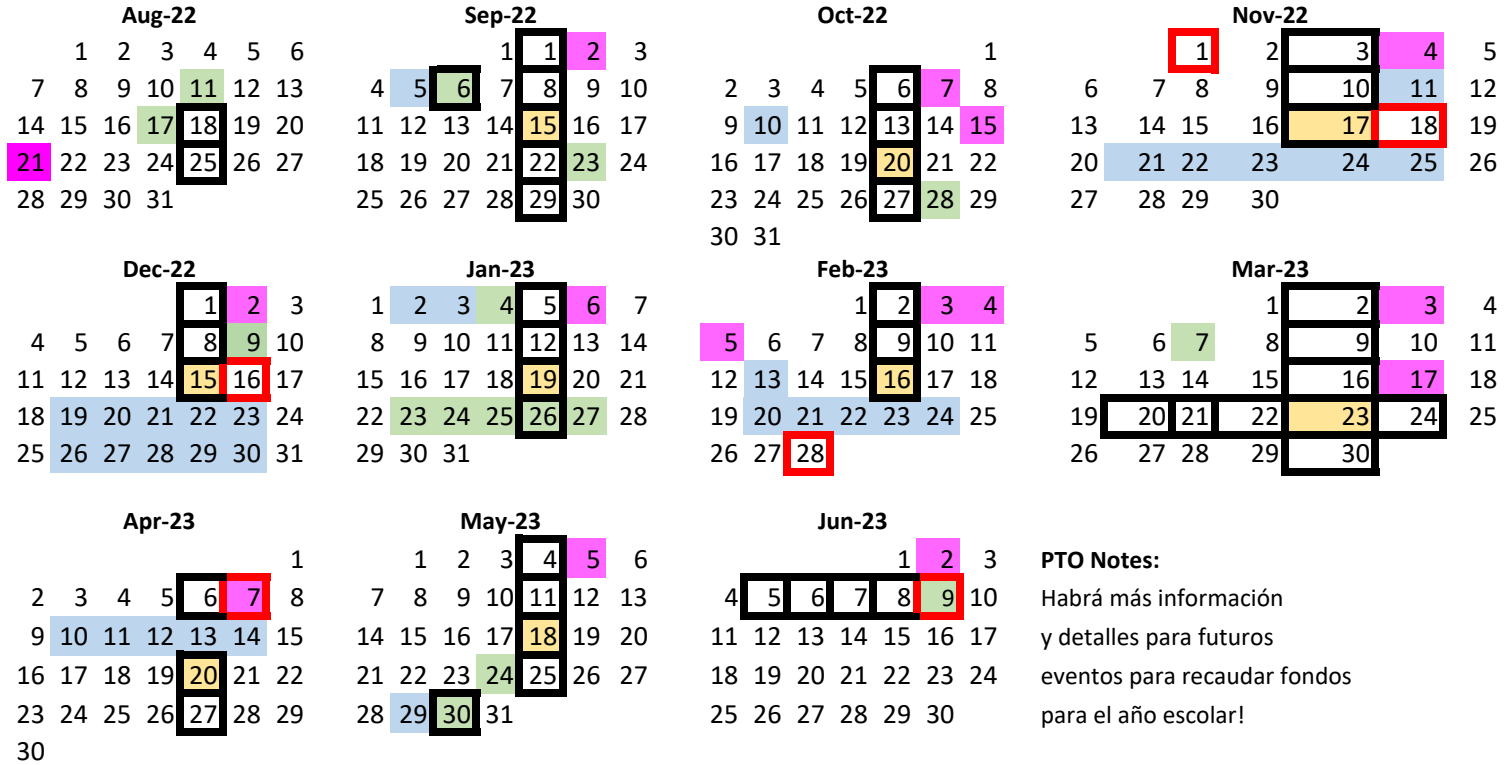 Aug-22 Sep-22 Oct-22 Nov-22
1 2 3 4 5 6 1 1 2 3 1 1 2 3 4 5
7 8 9 10 11 12 13 4 5 6 7 8 9 10 2 3 4 5 6 7 8 6 7 8 9 10 11 12
14 15 16 17 18 19 20 11 12 13 14 15 16 17 9 10 11 12 13 14 15 13 14 15 16 17 18 19
21 22 23 24 25 26 27 18 19 20 21 22 23 24 16 17 18 19 20 21 22 20 21 22 23 24 25 26
28 29 30 31 25 26 27 28 29 30 23 24 25 26 27 28 29 27 28 29 30
30 31
Dec-22 Jan-23 Feb-23 Mar-23
1 2 3 1 2 3 4 5 6 7 1 2 3 4 1 2 3 4
4 5 6 7 8 9 10 8 9 10 11 12 13 14 5 6 7 8 9 10 11 5 6 7 8 9 10 11
11 12 13 14 15 16 17 15 16 17 18 19 20 21 12 13 14 15 16 17 18 12 13 14 15 16 17 18
18 19 20 21 22 23 24 22 23 24 25 26 27 28 19 20 21 22 23 24 25 19 20 21 22 23 24 25
25 26 27 28 29 30 31 29 30 31 26 27 28 26 27 28 29 30
Apr-23 May-23 Jun-23
1 1 2 3 4 5 6 1 2 3 PTO Notes:
2 3 4 5 6 7 8 7 8 9 10 11 12 13 4 5 6 7 8 9 10 Habrá más información
9 10 11 12 13 14 15 14 15 16 17 18 19 20 11 12 13 14 15 16 17 y detalles para futuros
16 17 18 19 20 21 22 21 22 23 24 25 26 27 18 19 20 21 22 23 24 eventos para recaudar fondos
23 24 25 26 27 28 29 28 29 30 31 25 26 27 28 29 30 para el año escolar!
30